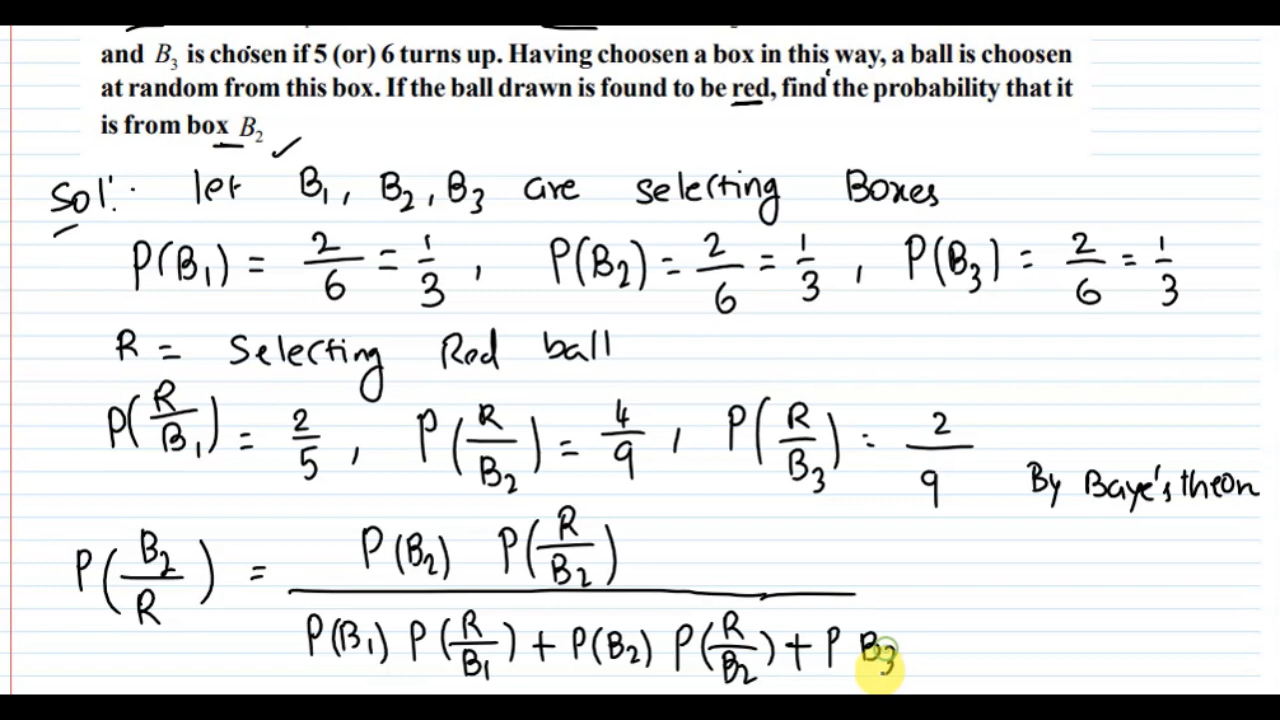 and B₃ is chosen if 5 (or) 6 turns up. Having choosen a box in this way, a ball is choosen
at random from this box. If the ball drawn is found to be red, find the probability that it
is from box B₂
Sol: let B₁, B₂, B₃ are selecting Boxes
P(B₁) = 2/6 = 1/3, P(B₂) = 2/6 = 1/3, P(B₃) = 2/6 = 1/3
R = Selecting Red ball
P(R/B₁) = 2/5, P(R/B₂) = 4/9, P(R/B₃) = 2/9 By Baye's theon
P(B₂/R) = P(B₂) P(R/B₂) / P(B₁) P(R/B₁) + P(B₂) P(R/B₂) + P B₃